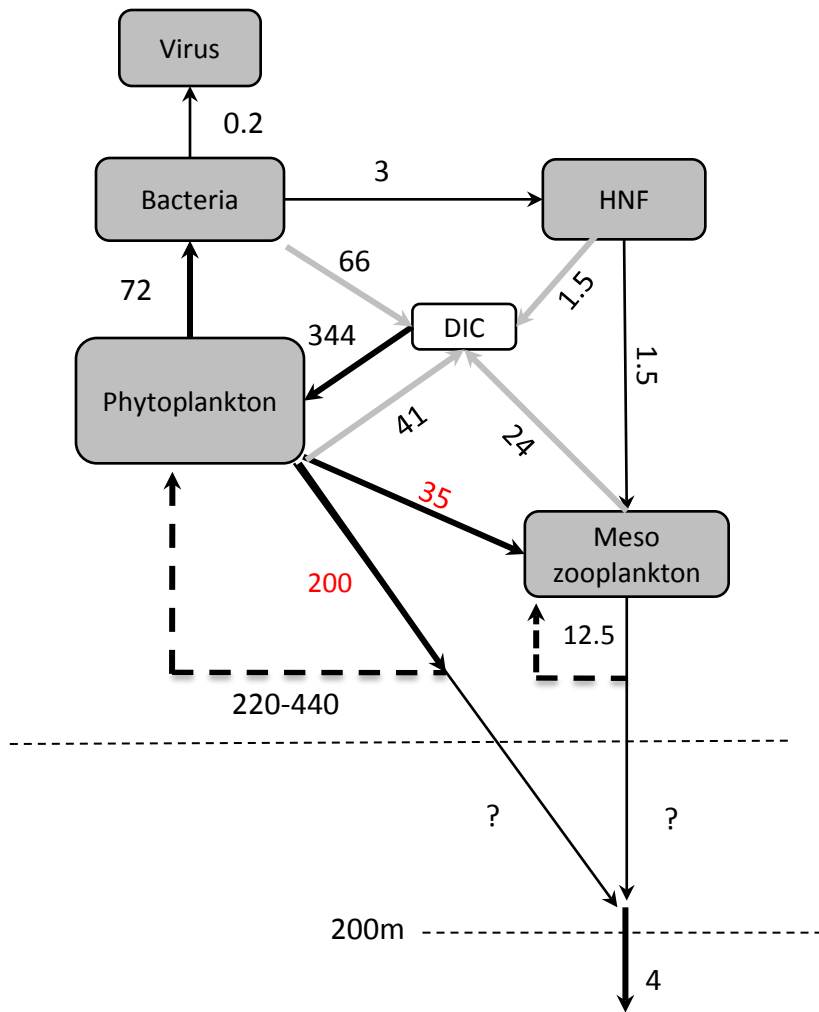 Virus
0.2
3
Bacteria
HNF
66
72
1.5
344
DIC
1.5
Phytoplankton
41
24
35
Meso
zooplankton
200
12.5
220-440
?
?
200m
4